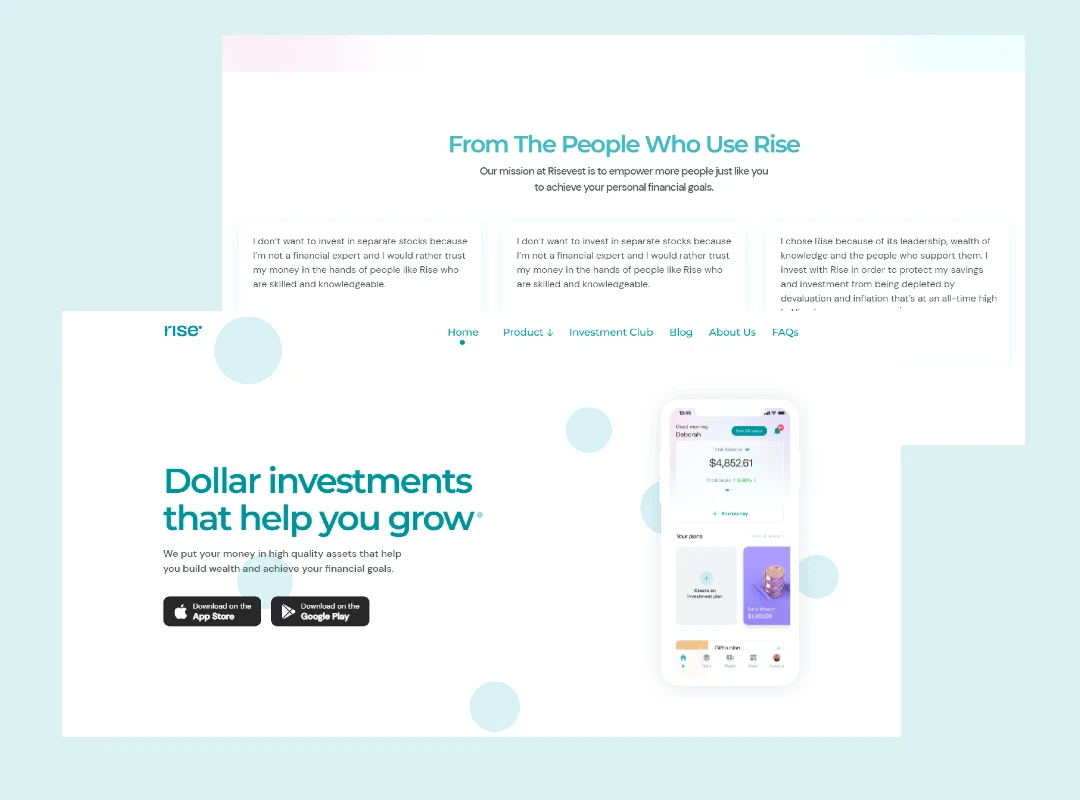 From The People Who Use Rise
Our mission at Risevest is to empower more people just like you
to achieve your personal financial goals.
I don't want to invest in separate stocks because
I'm not a financial expert and I would rather trust
my money in the hands of people like Rise who
are skilled and knowledgeable.
I don't want to invest in separate stocks because
I'm not a financial expert and I would rather trust
my money in the hands of people like Rise who
are skilled and knowledgeable.
I chose Rise because of its leadership, wealth of
knowledge and the people who support them. I
invest with Rise in order to protect my savings
and investment from being depleted by
devaluation and inflation that's at an all-time high
rise
Home
Product ↓
Investment Club
Blog
About Us
FAQs
Dollar investments
that help you grow
We put your money in high quality assets that help
you build wealth and achieve your financial goals.
Download on the
App Store
Download on the
Google Play
12:45
Good morning
Deborah
Total Balance
$4,852.61
Total Gains
+ Add money
Your plans
View all plans
+
Create an
investment plan
Build Wealth